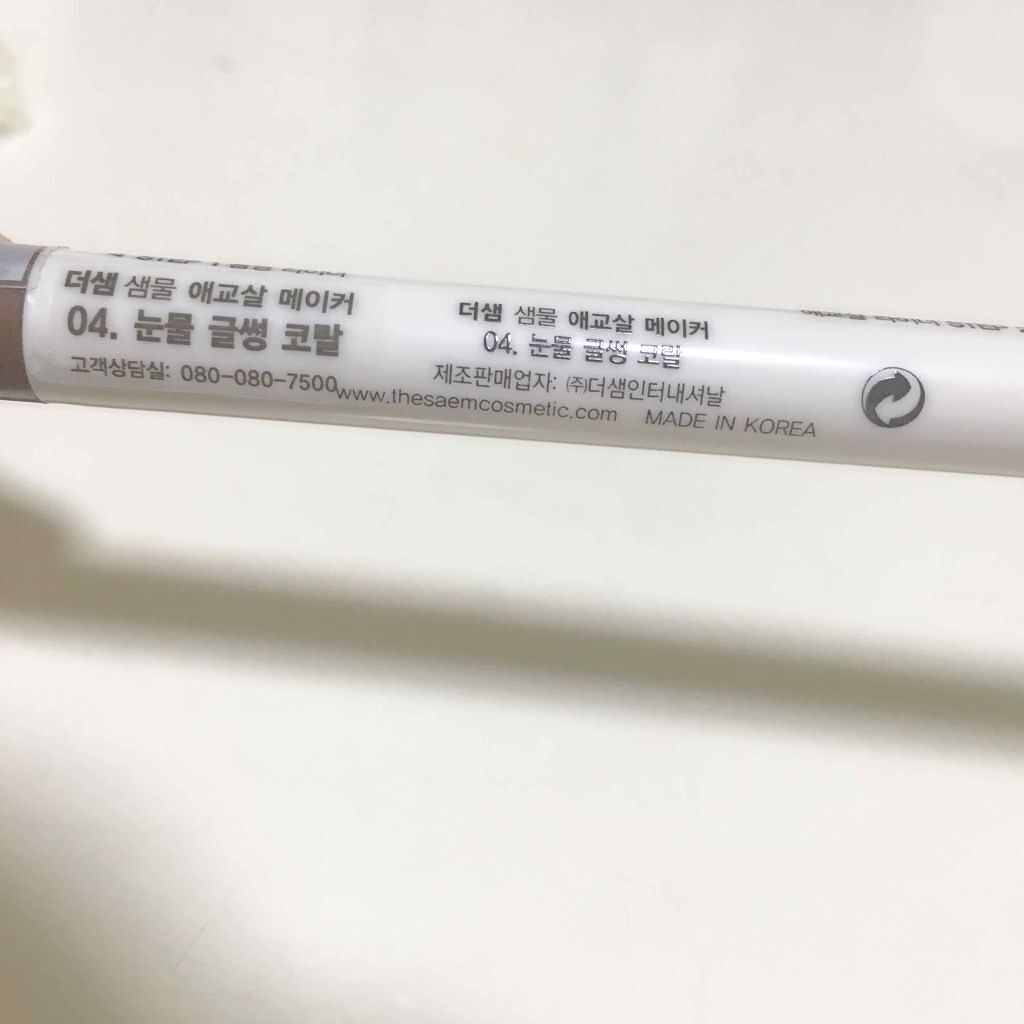 더샘 샘물 애교살 메이커
04. 눈물 글썽 코랄
고객상담실: 080-080-7500
더샘 샘물 애교살 메이커
04. 눈물 글썽 코랄
제조판매업자: ㈜더샘인터내셔날
www.thesaemcosmetic.com MADE IN KOREA